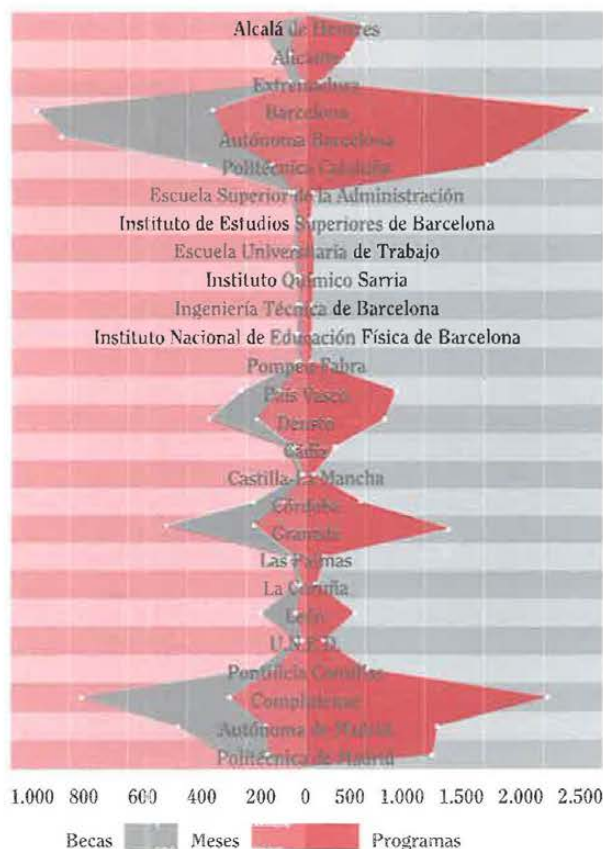 Alcalá de Henares
Alicante
Extremadura
Barcelona
Autónoma Barcelona
Politécnica Cataluña
Escuela Superior de la Administración
Instituto de Estudios Superiores de Barcelona
Escuela Universitaria de Trabajo
Instituto Químico Sarria
Ingeniería Técnica de Barcelona
Instituto Nacional de Educación Física de Barcelona
Pompeu Fabra
País Vasco
Deusto
Cádiz
Castilla-La Mancha
Córdoba
Granada
Las Palmas
La Coruña
León
U.N.E.D.
Pontificia Comillas
Complutense
Autónoma de Madrid
Politécnica de Madrid
1.000 800 600 400 200 0 500 1.000 1.500 2.000 2.500
Becas Meses Programas